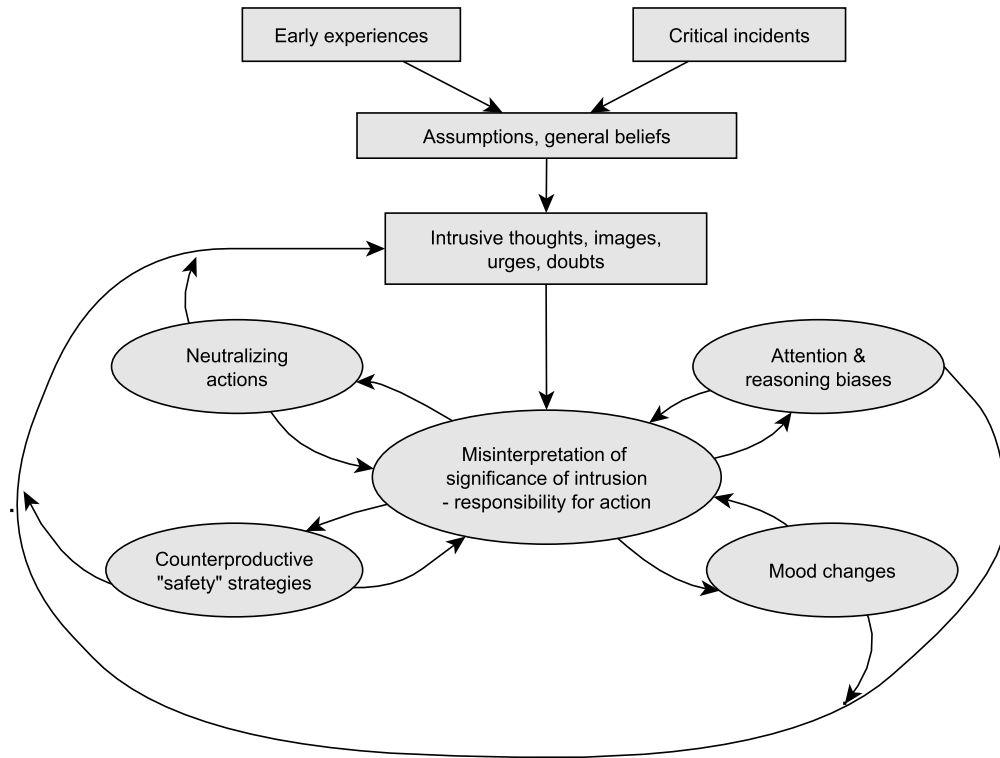 Early experiences
Critical incidents
Assumptions, general beliefs
Intrusive thoughts, images,
urges, doubts
Neutralizing
actions
Attention &
reasoning biases
Misinterpretation of
significance of intrusion
- responsibility for action
Counterproductive
"safety" strategies
Mood changes